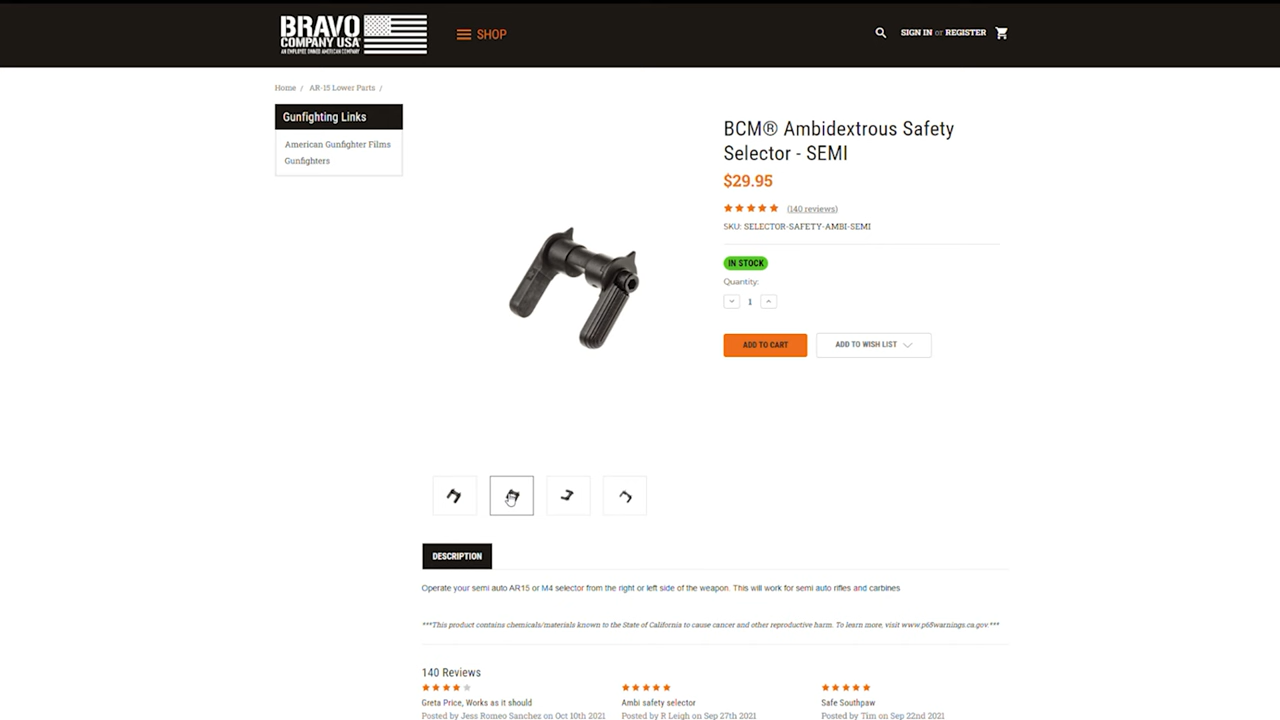 BRAVO
COMPANY USA
AN EMPLOYEE OWNED AMERICAN COMPANY
SHOP
SIGN IN or REGISTER
Home / AR-15 Lower Parts /
Gunfighting Links
American Gunfighter Films
Gunfighters
BCM® Ambidextrous Safety
Selector - SEMI
$29.95
(140 reviews)
SKU: SELECTOR-SAFETY-AMBI-SEMI
IN STOCK
Quantity:
1
ADD TO CART
ADD TO WISH LIST
DESCRIPTION
Operate your semi auto AR15 or M4 selector from the right or left side of the weapon. This will work for semi auto rifles and carbines
***This product contains chemicals/materials known to the State of California to cause cancer and other reproductive harm. To learn more, visit www.p65warnings.ca.gov.***
140 Reviews
Greta Price, Works as it should
Posted by Jess Romeo Sanchez on Oct 10th 2021
Ambi safety selector
Posted by R Leigh on Sep 27th 2021
Safe Southpaw
Posted by Tim on Sep 22nd 2021